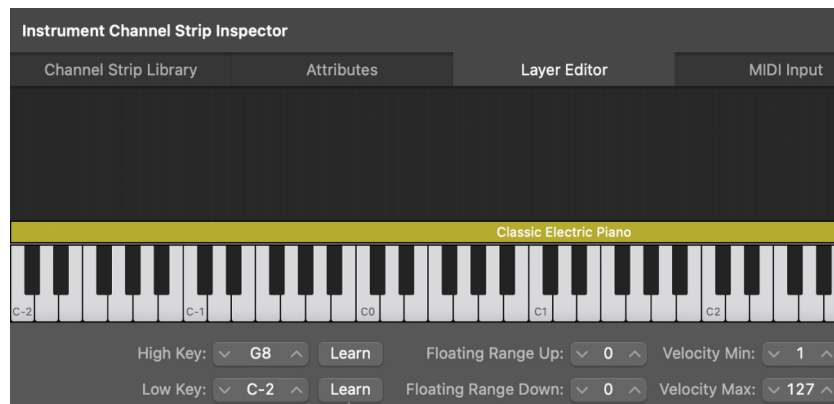 Instrument Channel Strip Inspector
Channel Strip Library Attributes Layer Editor MIDI Input
Classic Electric Piano
C-2 C-1 C0 C1 C2
High Key: G8 Learn Floating Range Up: 0 Velocity Min: 1
Low Key: C-2 Learn Floating Range Down: 0 Velocity Max: 127